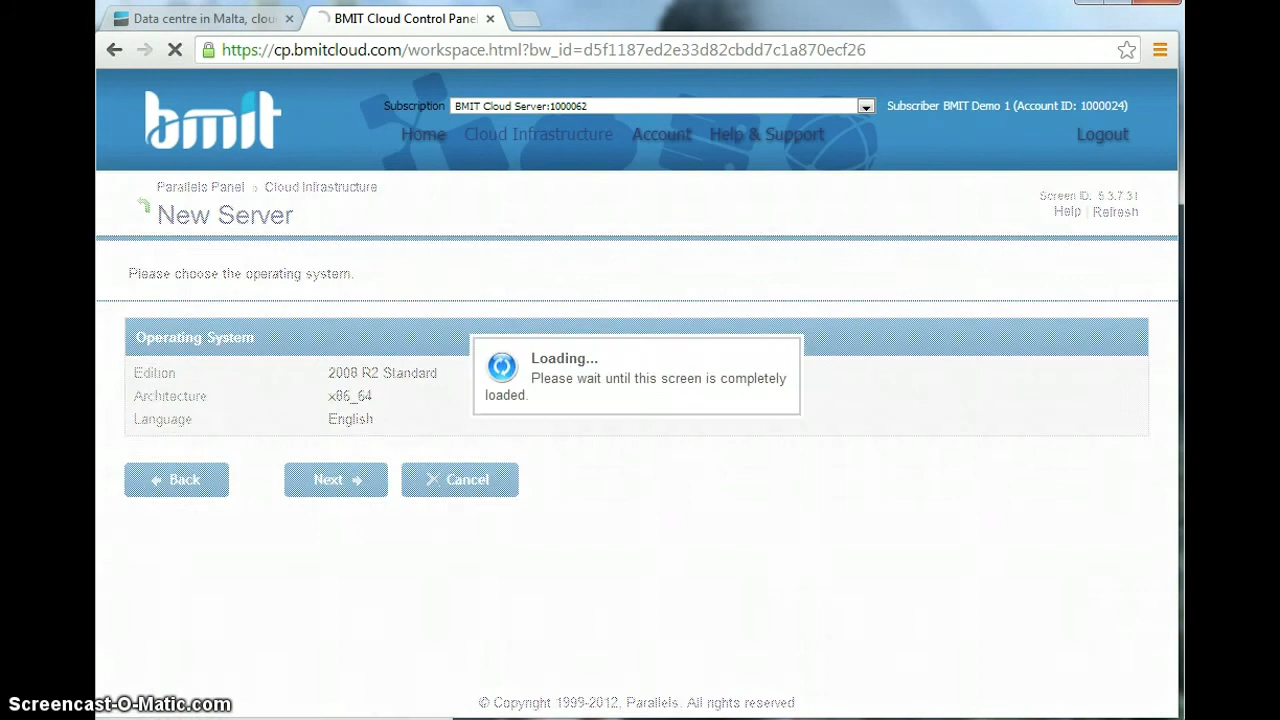 Data centre in Malta, clou
BMIT Cloud Control Pane
https://cp.bmitcloud.com/workspace.html?bw_id=d5f1187ed2e33d82cbdd7c1a870ecf26
bmit
Subscription
BMIT Cloud Server:1000062
Subscriber BMIT Demo 1 (Account ID: 1000024)
Home
Cloud Infrastructure
Account
Help & Support
Logout
Parallels Panel
Cloud Infrastructure
New Server
Screen ID: 5.3.7.31
Help | Refresh
Please choose the operating system.
Operating System
Edition 2008 R2 Standard
Architecture x86_64
Language English
Loading...
Please wait until this screen is completely
loaded.
Back
Next
Cancel
© Copyright 1999-2012, Parallels. All rights reserved
Screencast-O-Matic.com